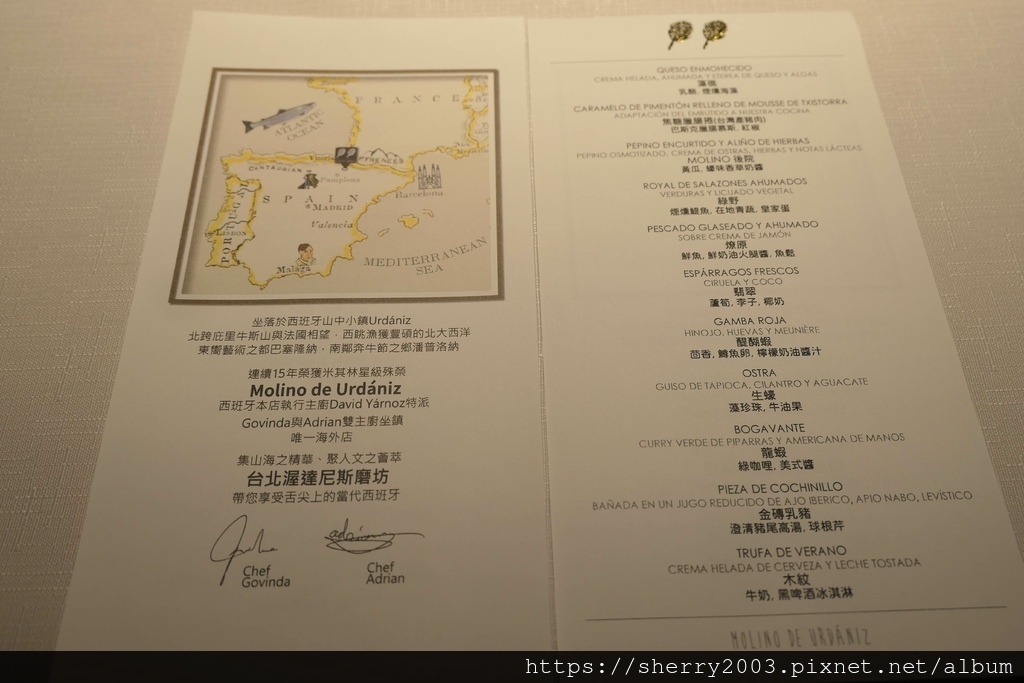 FRANCE
ATLANTIC
OCEAN
CANTABRIAN
PYRENEES
Pamplona
Barcelona
SPAIN
MADRID
Valencia
PORTUGAL
LISBON
Malaga
MEDITERRANEAN
SEA
坐落於西班牙山中小鎮Urdániz
北跨庇里牛斯山與法國相望，西眺漁獲豐碩的北大西洋
東嚮藝術之都巴塞隆納，南鄰奔牛節之鄉潘普洛納
連續15年榮獲米其林星級殊榮
Molino de Urdániz
西班牙本店執行主廚David Yárnoz特派
Govinda與Adrian雙主廚坐鎮
唯一海外店
集山海之精華、聚人文之薈萃
台北渥達尼斯磨坊
帶您享受舌尖上的當代西班牙
Chef
Govinda
Chef
Adrian
QUESO ENMOHECIDO
CREMA HELADA, AHUMADA Y ETEREA DE QUESO Y ALGAS
藻礁
乳酪, 煙燻海藻
CARAMELO DE PIMENTÓN RELLENO DE MOUSSE DE TXISTORRA
ADAPTACIÓN DEL EMBUTIDO A NUESTRA COCINA
焦糖臘腸捲(台灣產豬肉)
巴斯克臘腸慕斯, 紅椒
PEPINO ENCURTIDO Y ALIÑO DE HIERBAS
PEPINO OSMOTIZADO, CREMA DE OSTRAS, HIERBAS Y NOTAS LÁCTEAS
MOLINO 後院
黃瓜, 蠔味香草奶醬
ROYAL DE SALAZONES AHUMADOS
VERDURAS Y LICUADO VEGETAL
綠野
煙燻鯷魚, 在地青蔬, 皇家蛋
PESCADO GLASEADO Y AHUMADO
SOBRE CREMA DE JAMÓN
燎原
鮮魚, 鮮奶油火腿醬, 魚鬆
ESPÁRRAGOS FRESCOS
CIRUELA Y COCO
翡翠
蘆筍, 李子, 椰奶
GAMBA ROJA
HINOJO, HUEVAS Y MEUNIÈRE
醍醐蝦
茴香, 鱒魚卵, 檸檬奶油醬汁
OSTRA
GUISO DE TAPIOCA, CILANTRO Y AGUACATE
生蠔
藻珍珠, 牛油果
BOGAVANTE
CURRY VERDE DE PIPARRAS Y AMERICANA DE MANOS
龍蝦
綠咖哩, 美式醬
PIEZA DE COCHINILLO
BAÑADA EN UN JUGO REDUCIDO DE AJO IBERICO, APIO NABO, LEVÍSTICO
金磚乳豬
澄清豬尾高湯, 球根芹
TRUFA DE VERANO
CREMA HELADA DE CERVEZA Y LECHE TOSTADA
木紋
牛奶, 黑啤酒冰淇淋
MOLINO DE URDÁNIZ
https://sherry2003.pixnet.net/album